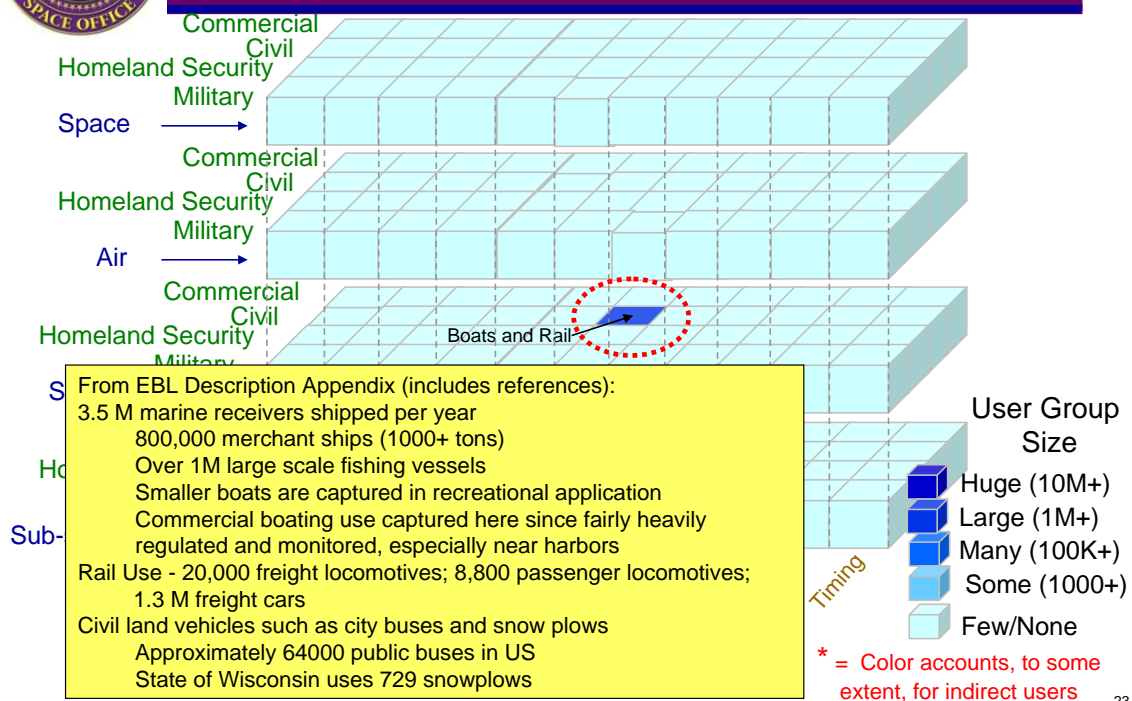 SPACE OFFICE
Commercial
Civil
Homeland Security
Military
Space
Commercial
Civil
Homeland Security
Military
Air
Commercial
Civil
Homeland Security
Military
Boats and Rail
From EBL Description Appendix (includes references):
3.5 M marine receivers shipped per year
800,000 merchant ships (1000+ tons)
Over 1M large scale fishing vessels
Smaller boats are captured in recreational application
Commercial boating use captured here since fairly heavily
regulated and monitored, especially near harbors
Rail Use - 20,000 freight locomotives; 8,800 passenger locomotives;
1.3 M freight cars
Civil land vehicles such as city buses and snow plows
Approximately 64000 public buses in US
State of Wisconsin uses 729 snowplows
S
Ho
Sub-
Timing
User Group
Size
Huge (10M+)
Large (1M+)
Many (100K+)
Some (1000+)
Few/None
* = Color accounts, to some
extent, for indirect users
23